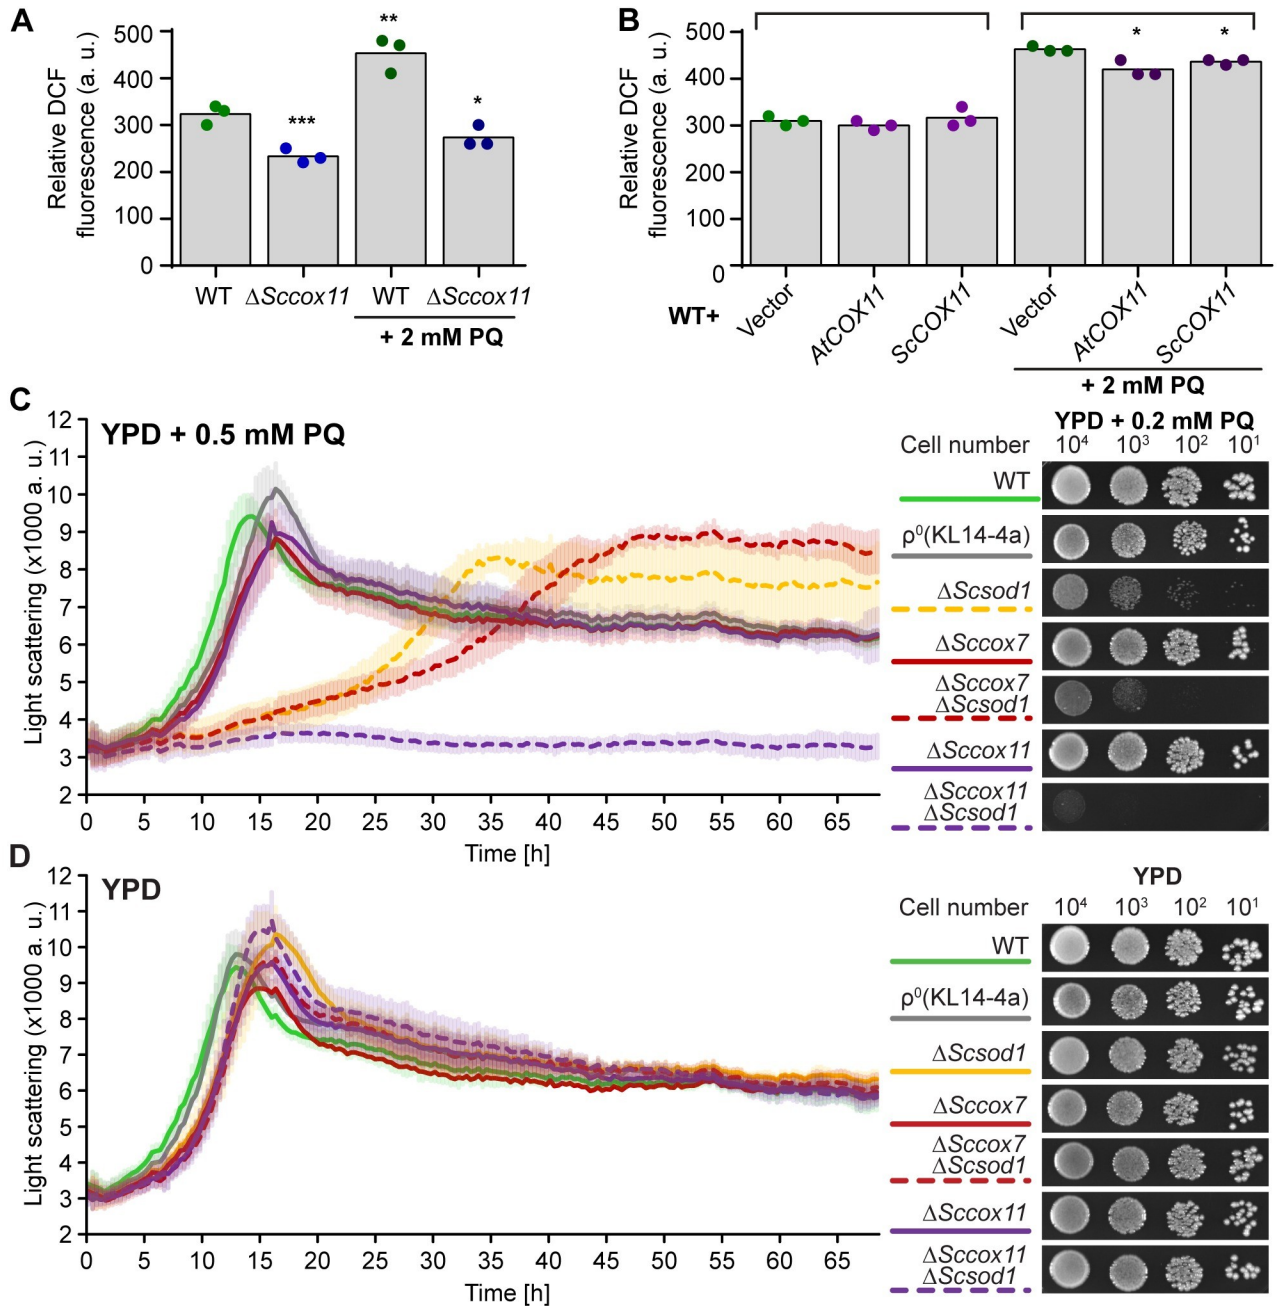 A
Relative DCF
fluorescence (a. u.)
500
400
300
200
100
0
***
**
*
WT
ΔSccox11
WT
ΔSccox11
+ 2 mM PQ
B
Relative DCF
fluorescence (a. u.)
500
400
300
200
100
0
*
*
WT+
Vector
AtCOX11
ScCOX11
Vector
AtCOX11
ScCOX11
+ 2 mM PQ
C
YPD + 0.5 mM PQ
Light scattering (x1000 a. u.)
12
11
10
9
8
7
6
5
4
3
2
0 5 10 15 20 25 30 35 40 45 50 55 60 65
Time [h]
YPD + 0.2 mM PQ
Cell number 10⁴ 10³ 10² 10¹
WT
ρ⁰(KL14-4a)
ΔScsod1
ΔSccox7
ΔSccox7
ΔScsod1
ΔSccox11
ΔSccox11
ΔScsod1
D
YPD
Light scattering (x1000 a. u.)
12
11
10
9
8
7
6
5
4
3
2
0 5 10 15 20 25 30 35 40 45 50 55 60 65
Time [h]
YPD
Cell number 10⁴ 10³ 10² 10¹
WT
ρ⁰(KL14-4a)
ΔScsod1
ΔSccox7
ΔSccox7
ΔScsod1
ΔSccox11
ΔSccox11
ΔScsod1